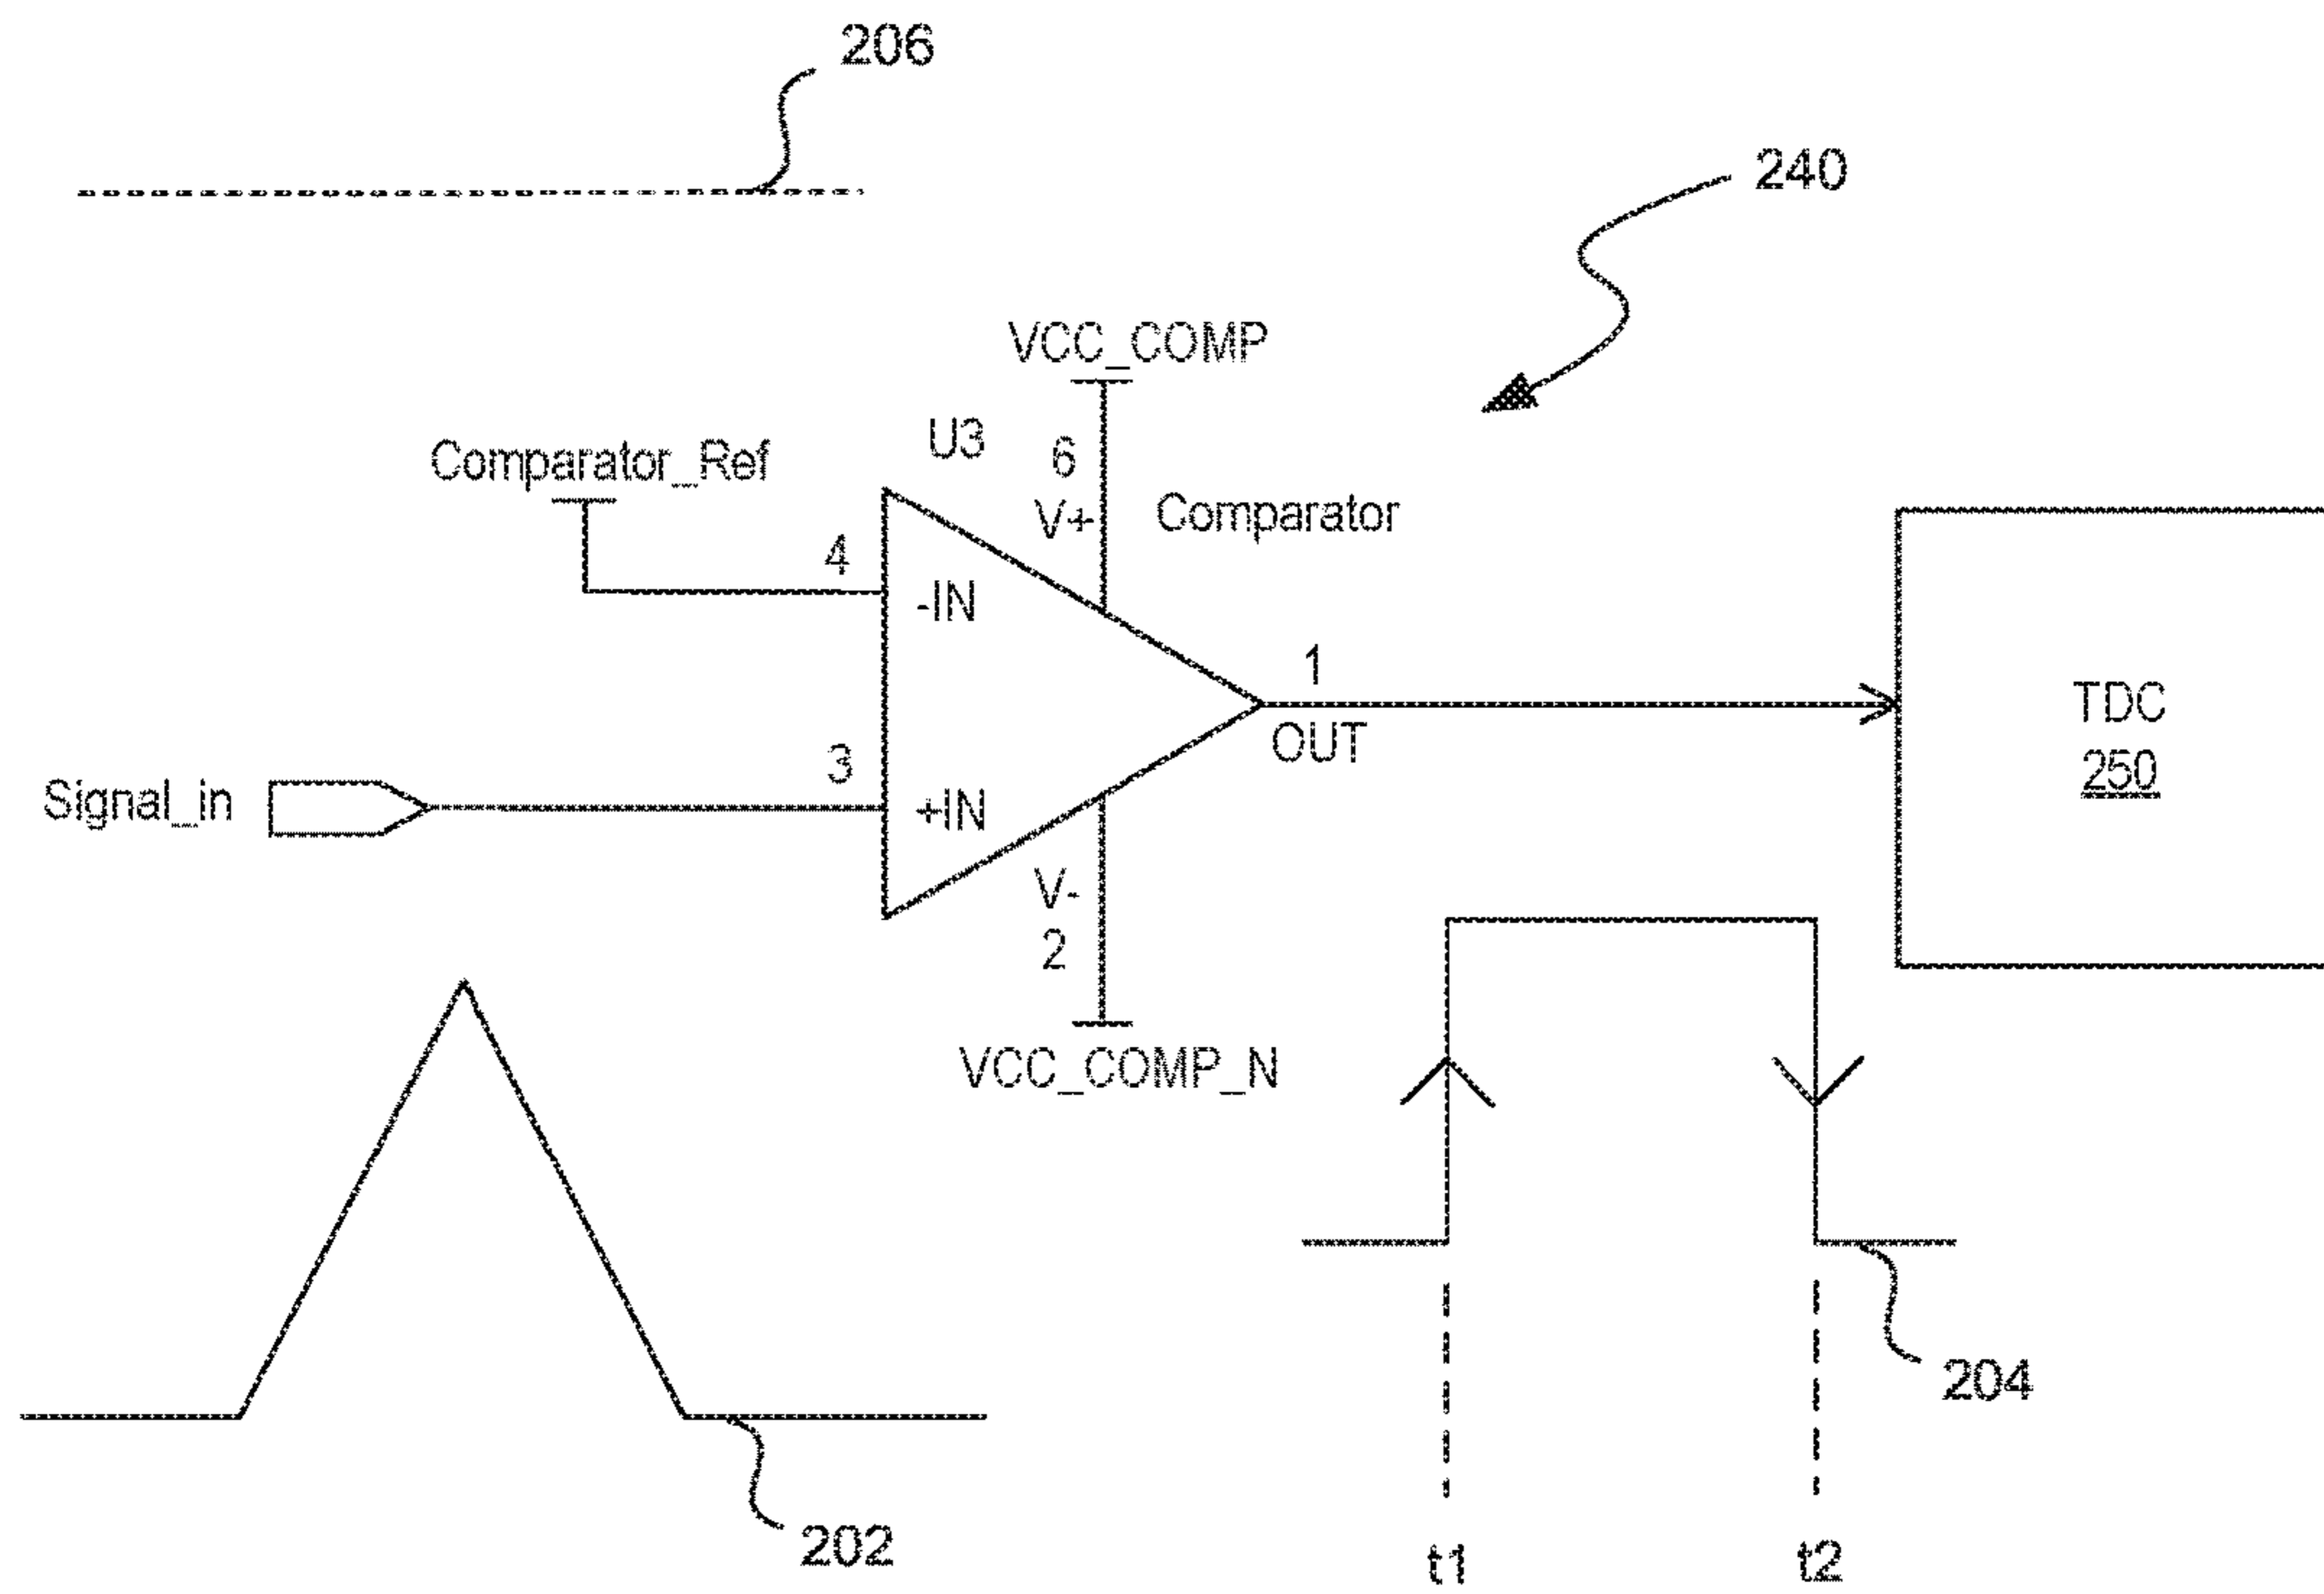 206
240
VCC_COMP
U3
6
Comparator_Ref
V+
Comparator
4
-IN
1
TDC
OUT
250
3
Signal_in
+IN
V-
2
VCC_COMP_N
204
202
t1
t2